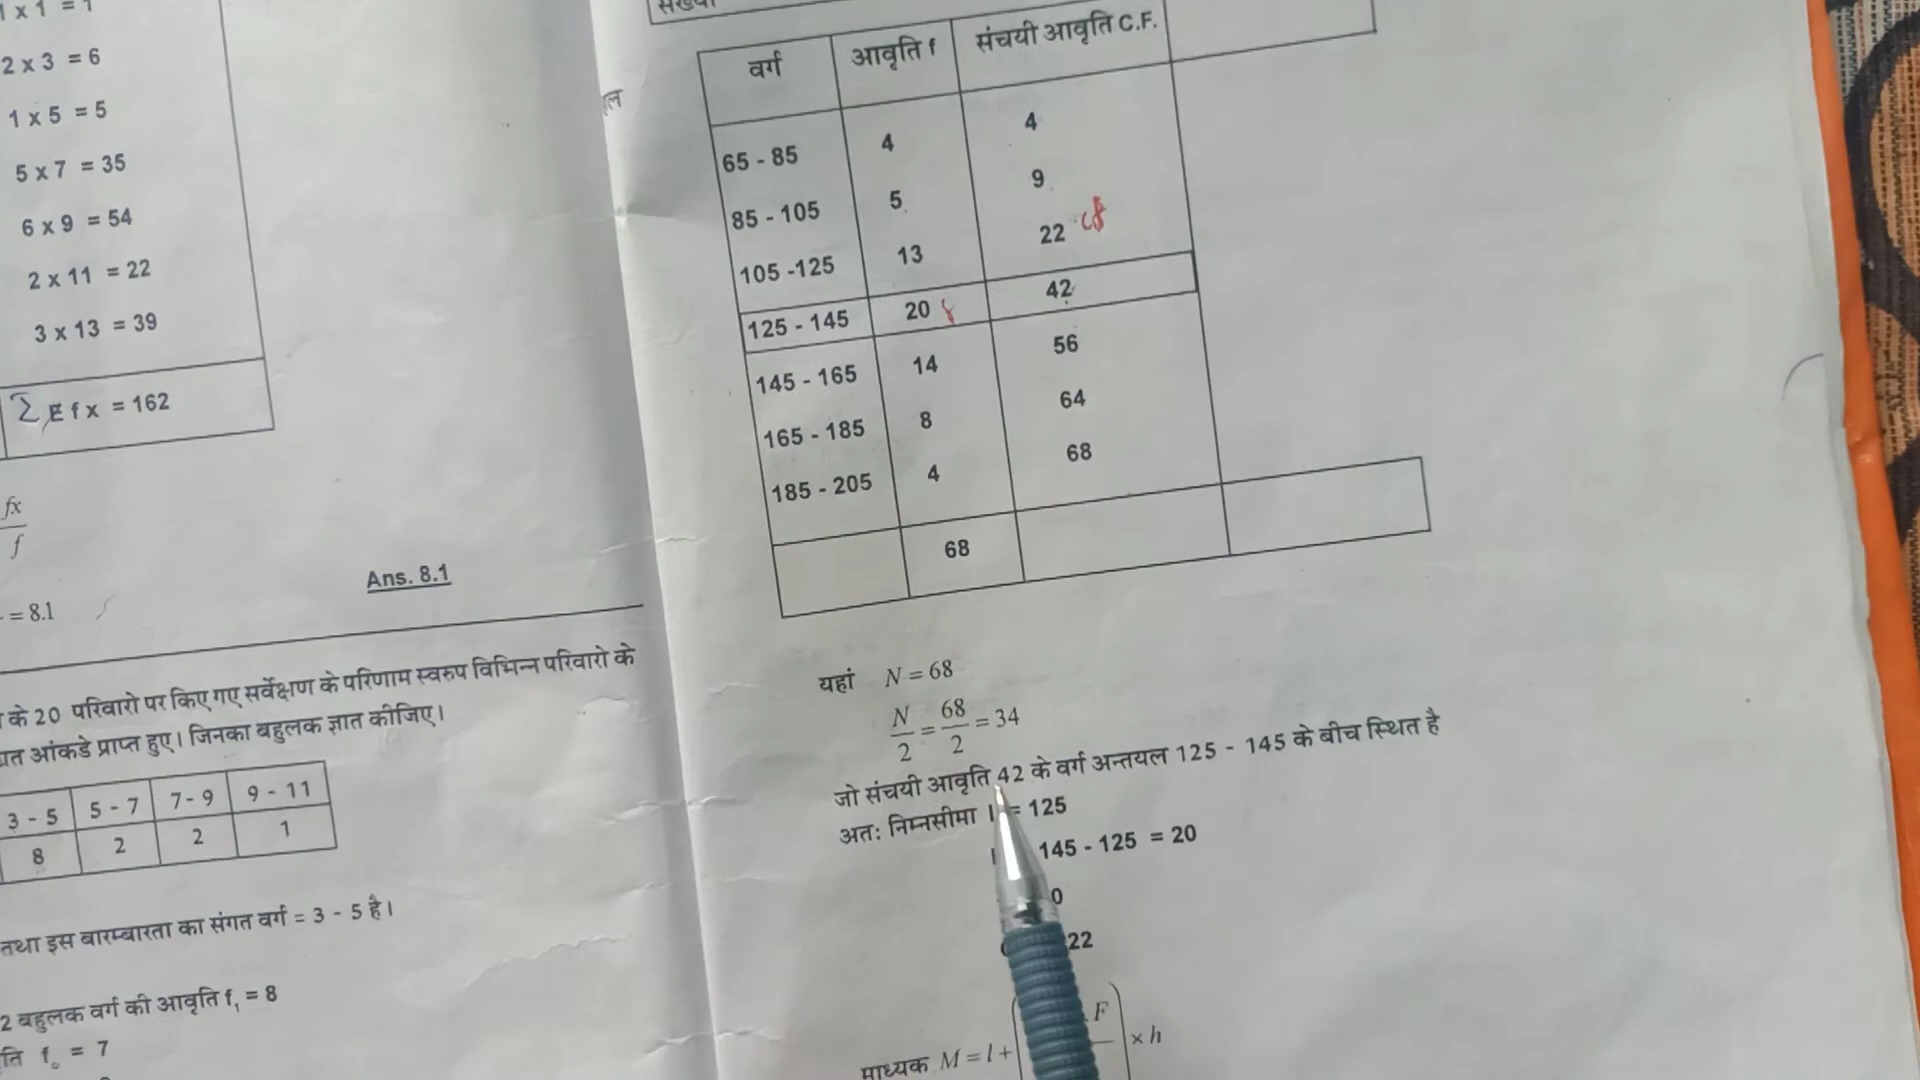 1 x 1 = 1
2 x 3 = 6
1 x 5 = 5
5 x 7 = 35
6 x 9 = 54
2 x 11 = 22
3 x 13 = 39
Σ E f x = 162
fx
f
= 8.1
Ans. 8.1
के 20 परिवारो पर किए गए सर्वेक्षण के परिणाम स्वरुप विभिन्न परिवारो के
आंकडे प्राप्त हुए। जिनका बहुलक ज्ञात कीजिए।
3 - 5 5 - 7 7 - 9 9 - 11
8 2 2 1
तथा इस बारम्बारता का संगत वर्ग = 3 - 5 है।
2 बहुलक वर्ग की आवृति f₁ = 8
ति f₀ = 7
संख्या
वर्ग आवृति f संचयी आवृति C.F.
65 - 85 4 4
85 - 105 5 9
105 -125 13 22 cf
125 - 145 20 f 42
145 - 165 14 56
165 - 185 8 64
185 - 205 4 68
68
यहां N = 68
N/2 = 68/2 = 34
जो संचयी आवृति 42 के वर्ग अन्तयल 125 - 145 के बीच स्थित है
अतः निम्नसीमा l = 125
145 - 125 = 20
0
22
माध्यक M = l + ( F ) × h